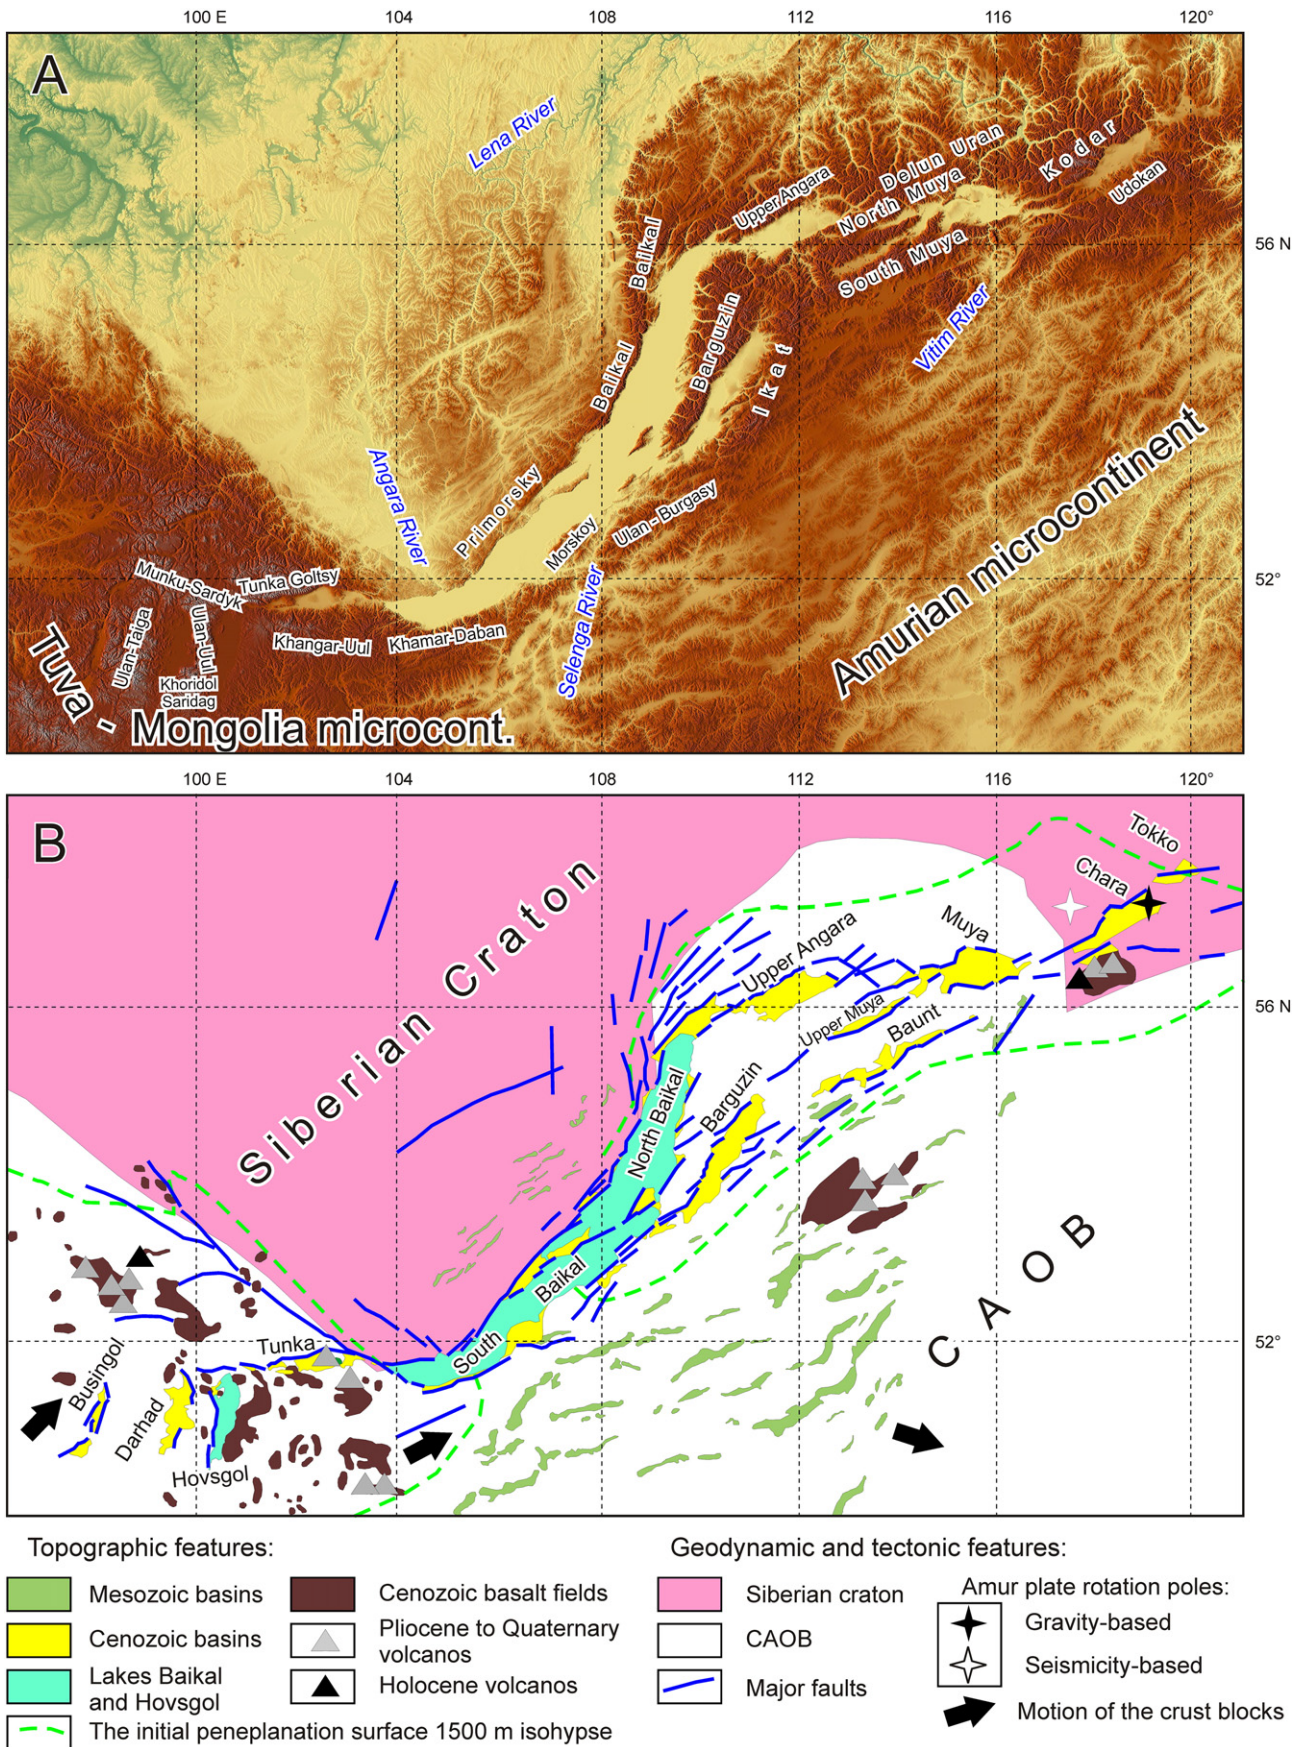 100 E 104 108 112 116 120°
A
Lena River
Delun Uran
Kodar
Udokan
Upper Angara
North Muya
South Muya
56 N
Baikal
Vitim River
Baikal
Barguzin
Ikat
Angara River
Primorsky
Morskoy
Ulan - Burgasy
Amurian microcontinent
52°
Munku-Sardyk
Tunka Goltsy
Selenga River
Ulan-Taiga
Ulan-Uul
Khangar-Uul
Khamar-Daban
Khoridol
Saridag
Tuva -
Mongolia microcont.
100 E 104 108 112 116 120°
B
Siberian Craton
Tokko
Chara
Muya
Upper Angara
56 N
Upper Muya
Baunt
North Baikal
Barguzin
CAOB
South Baikal
52°
Tunka
Busingol
Darhad
Hovsgol
Topographic features:
Mesozoic basins
Cenozoic basins
Lakes Baikal
and Hovsgol
The initial peneplanation surface 1500 m isohypse
Cenozoic basalt fields
Pliocene to Quaternary
volcanos
Holocene volcanos
Geodynamic and tectonic features:
Siberian craton
CAOB
Major faults
Amur plate rotation poles:
Gravity-based
Seismicity-based
Motion of the crust blocks